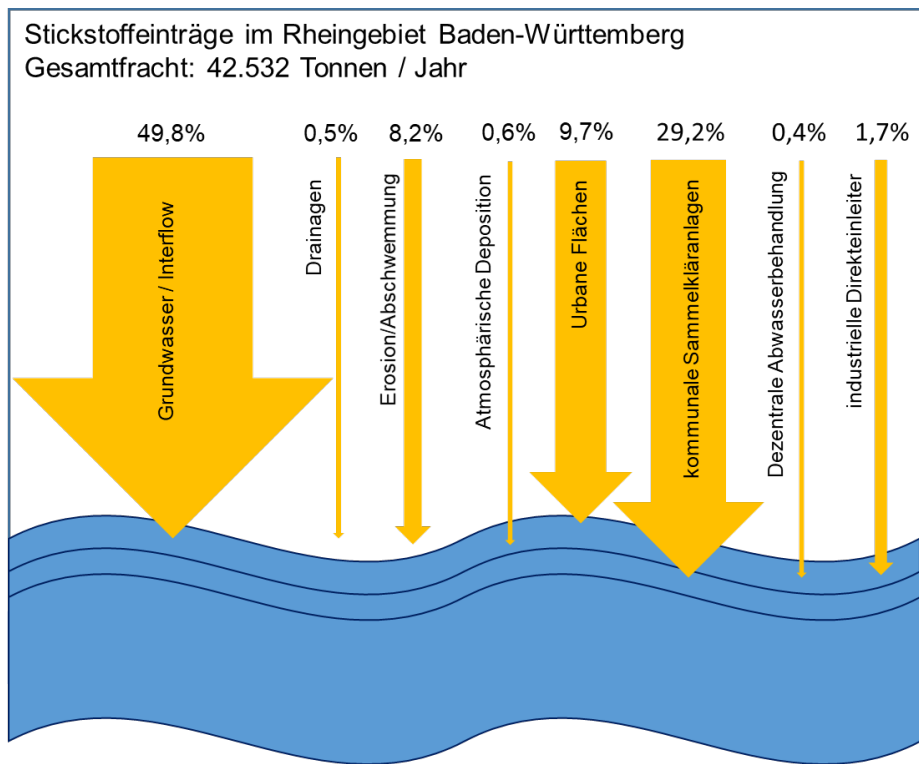 Stickstoffeinträge im Rheingebiet Baden-Württemberg
Gesamtfracht: 42.532 Tonnen / Jahr
49,8%
0,5%
8,2%
0,6%
9,7%
29,2%
0,4%
1,7%
Grundwasser / Interflow
Drainagen
Erosion/Abschwemmung
Atmosphärische Deposition
Urbane Flächen
kommunale Sammelkläranlagen
Dezentrale Abwasserbehandlung
industrielle Direkteinleiter